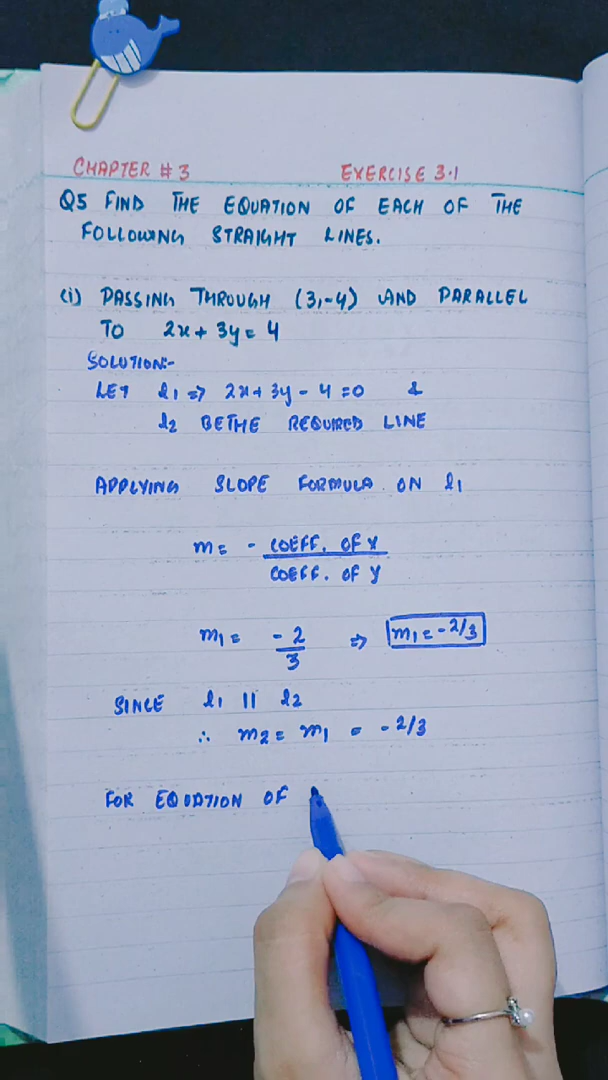 CHAPTER # 3 EXERCISE 3.1
Q5 FIND THE EQUATION OF EACH OF THE
FOLLOWING STRAIGHT LINES.
(i) PASSING THROUGH (3,-4) AND PARALLEL
TO 2x + 3y = 4
SOLUTION:-
LET l1 => 2x + 3y - 4 = 0 &
l2 BE THE REQUIRED LINE
APPLYING SLOPE FORMULA ON l1
m = - COEFF. OF X
COEFF. OF Y
m1 = -2/3 => m1 = -2/3
SINCE l1 || l2
∴ m2 = m1 = -2/3
FOR EQUATION OF